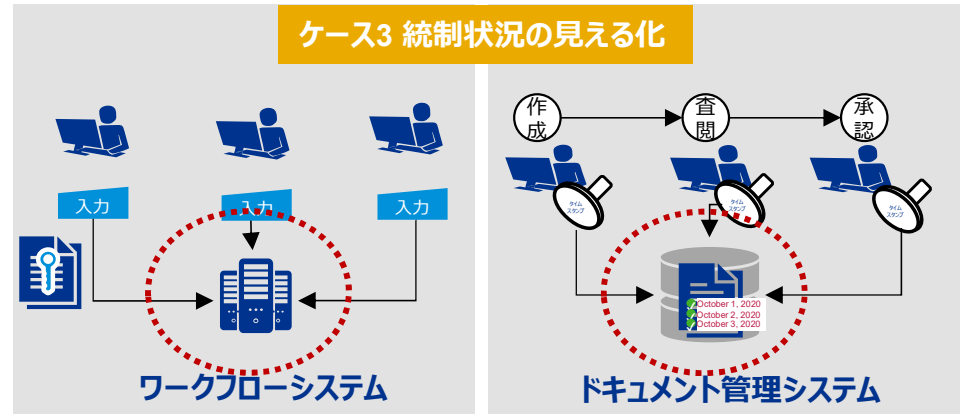 ケース3 統制状況の見える化
入力
入力
入力
ワークフローシステム
作成
査閲
承認
タイム
スタンプ
タイム
スタンプ
タイム
スタンプ
October 1, 2020
October 2, 2020
October 3, 2020
ドキュメント管理システム